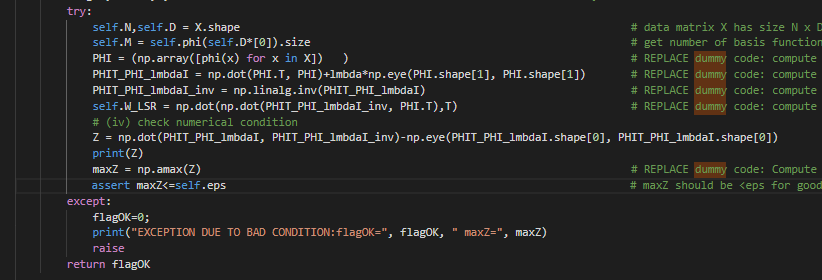 try:
self.N,self.D = X.shape # data matrix X has size N x D
self.M = self.phi(self.D*[0]).size # get number of basis function
PHI = (np.array([phi(x) for x in X]) ) # REPLACE dummy code: compute
PHIT_PHI_lmbdaI = np.dot(PHI.T, PHI)+lmbda*np.eye(PHI.shape[1], PHI.shape[1]) # REPLACE dummy code: compute
PHIT_PHI_lmbdaI_inv = np.linalg.inv(PHIT_PHI_lmbdaI) # REPLACE dummy code: compute
self.W_LSR = np.dot(np.dot(PHIT_PHI_lmbdaI_inv, PHI.T),T) # REPLACE dummy code: compute
# (iv) check numerical condition
Z = np.dot(PHIT_PHI_lmbdaI, PHIT_PHI_lmbdaI_inv)-np.eye(PHIT_PHI_lmbdaI.shape[0], PHIT_PHI_lmbdaI.shape[0])
print(Z)
maxZ = np.amax(Z) # REPLACE dummy code: Compute
assert maxZ<=self.eps # maxZ should be <eps for good
except:
flagOK=0;
print("EXCEPTION DUE TO BAD CONDITION:flagOK=", flagOK, " maxZ=", maxZ)
raise
return flagOK